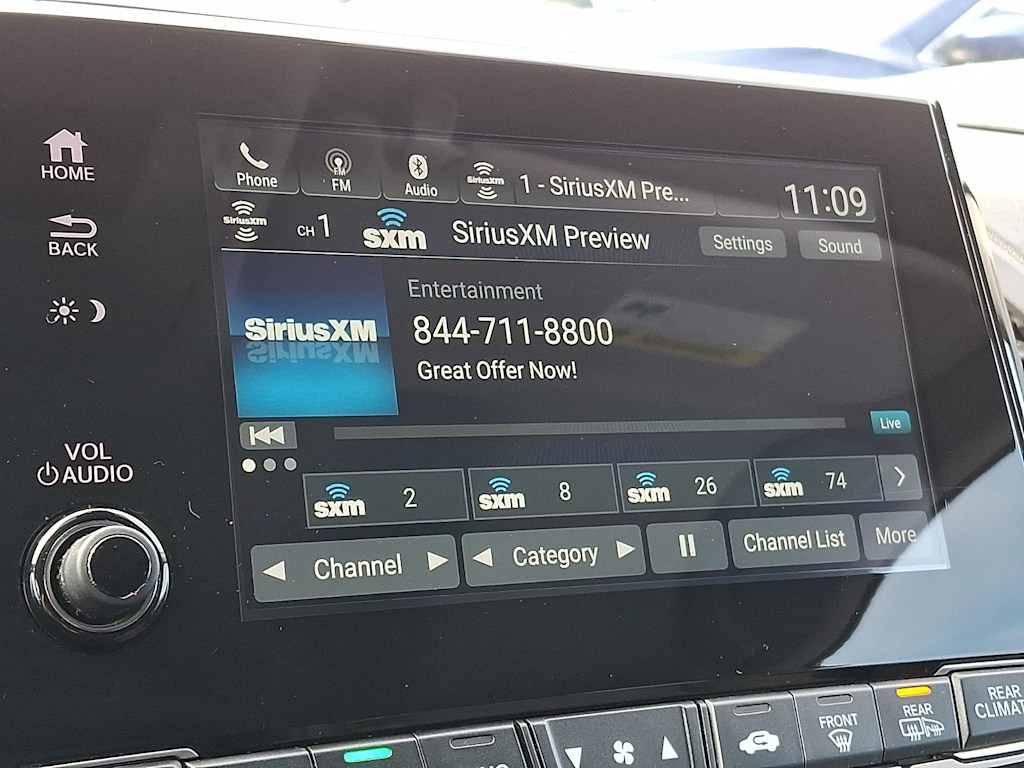 HOME
BACK
VOL
AUDIO
Phone
FM
FM
Audio
SiriusXM
1 - SiriusXM Pre...
11:09
SiriusXM
CH 1
sxm
SiriusXM Preview
Settings
Sound
SiriusXM
Entertainment
844-711-8800
Great Offer Now!
Live
sxm 2
sxm 8
sxm 26
sxm 74
Channel
Category
Channel List
More
FRONT
REAR
REAR
CLIMAT